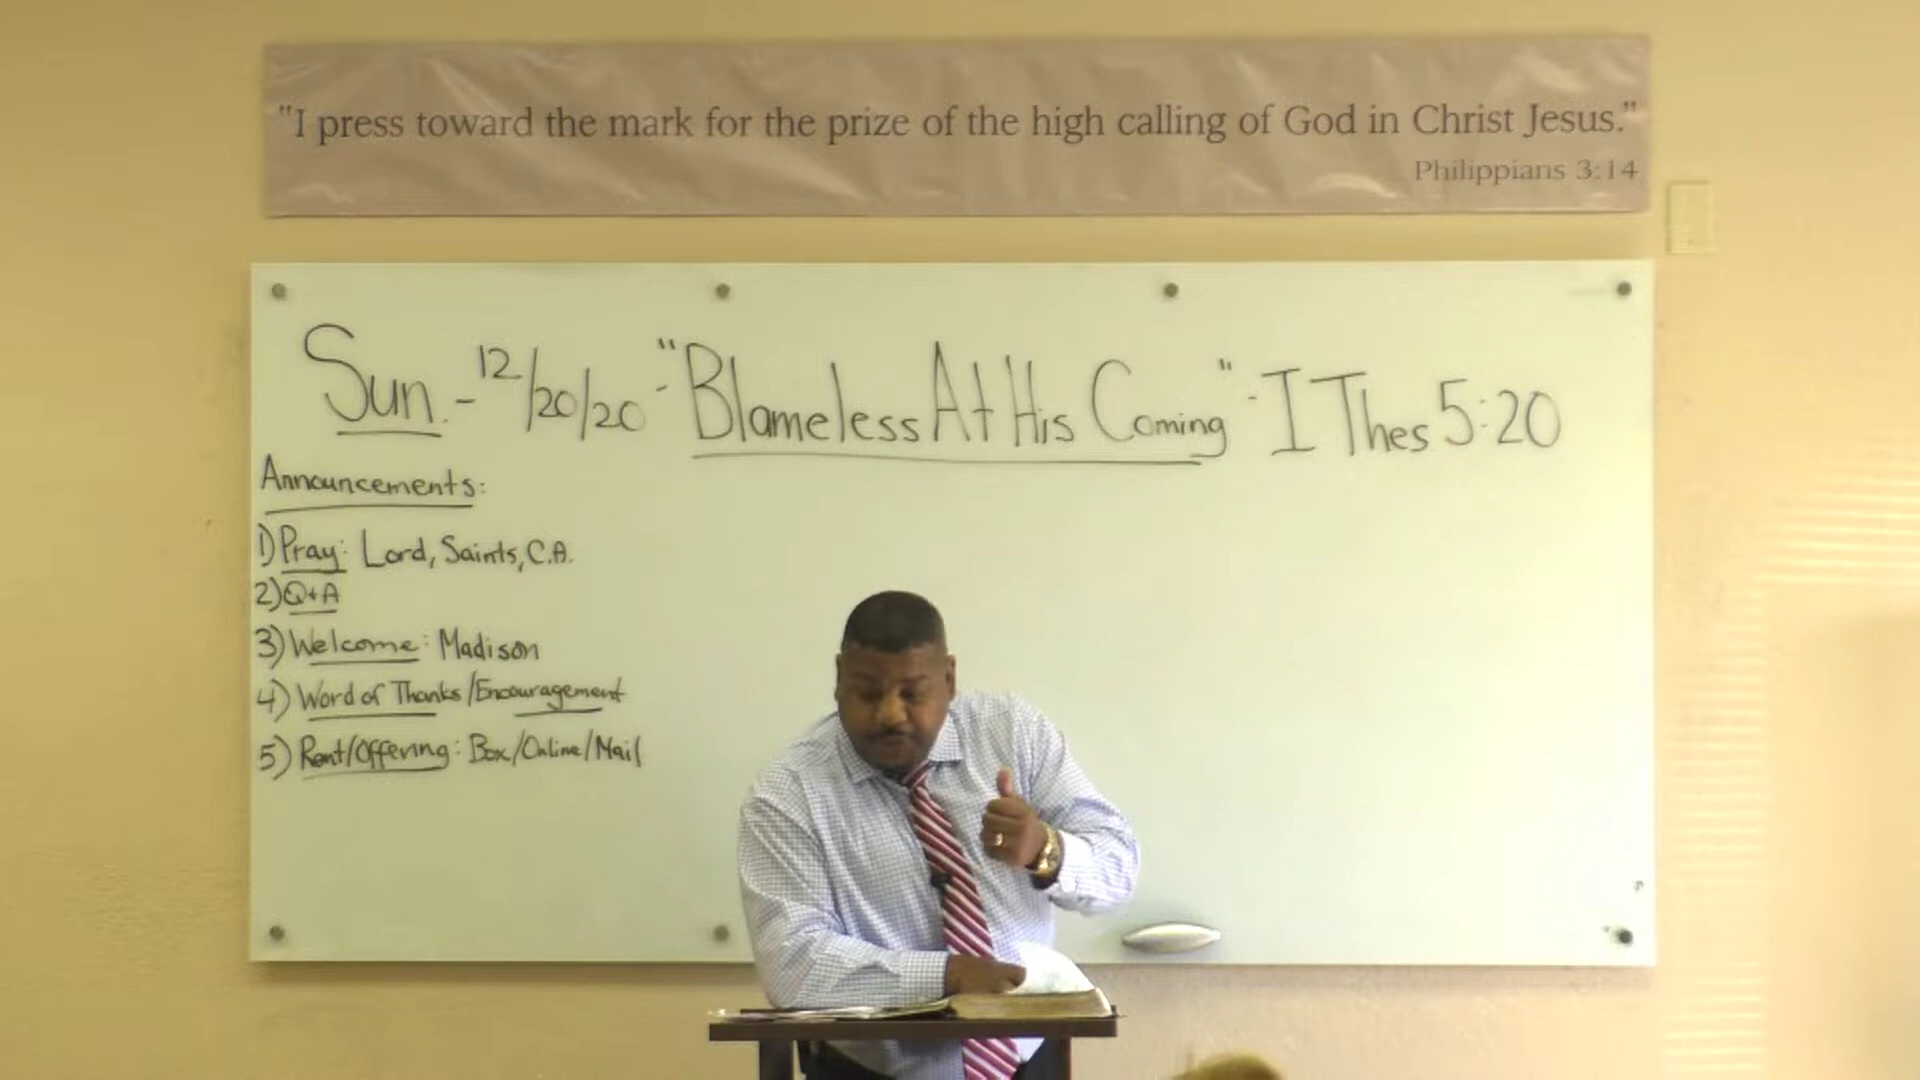 "I press toward the mark for the prize of the high calling of God in Christ Jesus."
Philippians 3:14
Sun. - 12/20/20 - "Blameless At His Coming" - I Thes 5:20
Announcements:
1) Pray: Lord, Saints, C.A.
2) Q+A
3) Welcome: Madison
4) Word of Thanks/Encouragement
5) Rent/Offering: Box/Online/Mail